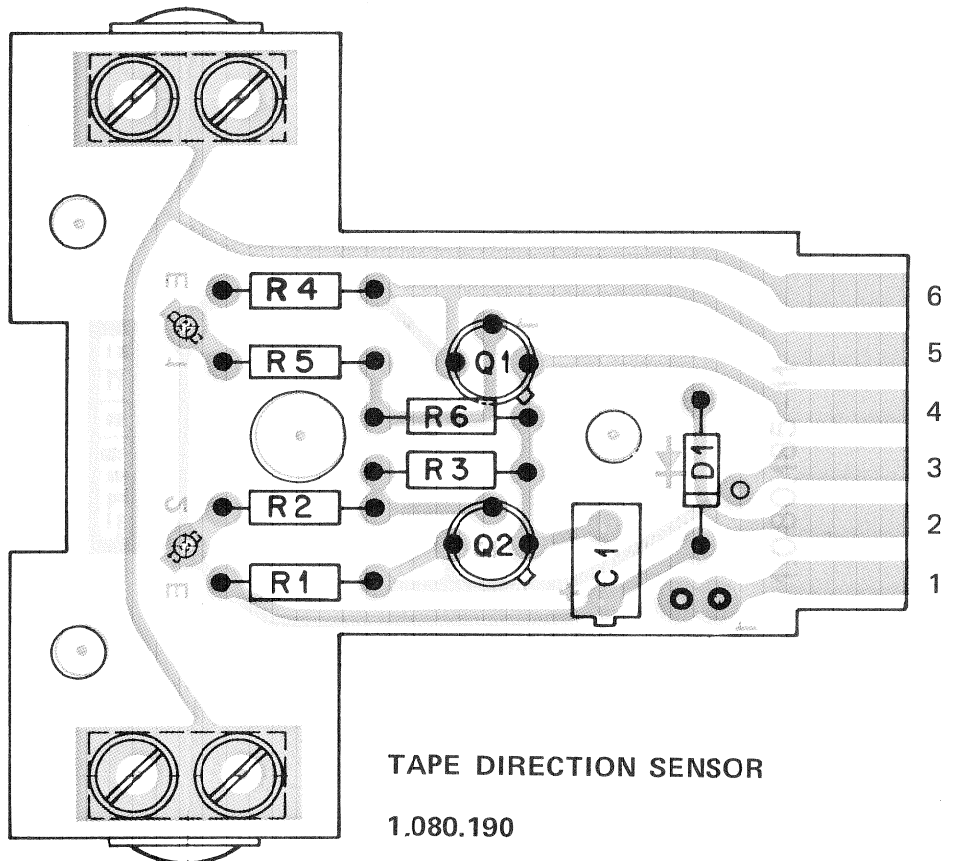 R4
6
R5
Q1
5
R6
4
R3
D1
3
R2
Q2
C1
2
R1
1
TAPE DIRECTION SENSOR
1.080.190